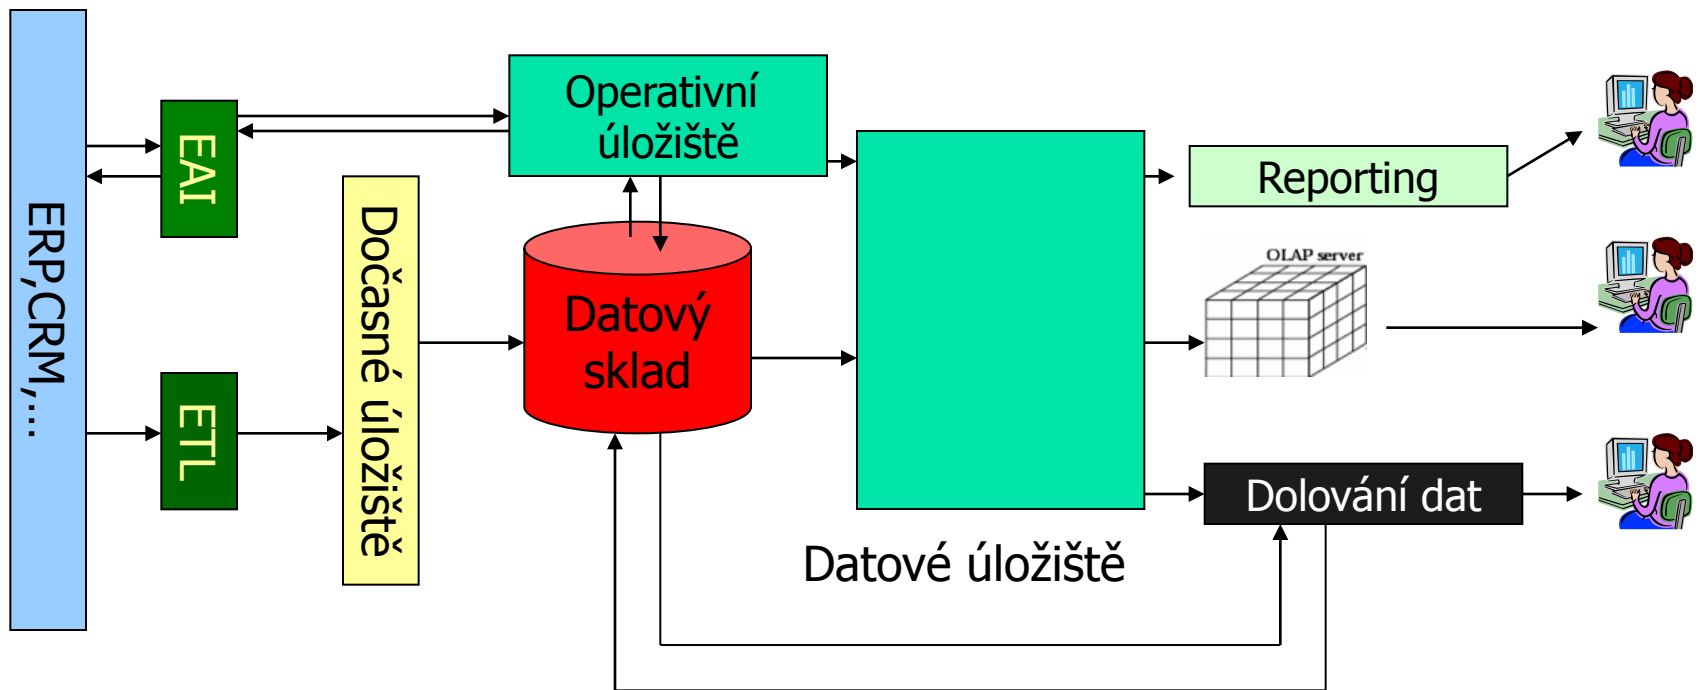 ERP,CRM,...
EAI
ETL
Dočasné úložiště
Operativní
úložiště
Datový
sklad
Datové úložiště
Reporting
OLAP server
Dolování dat